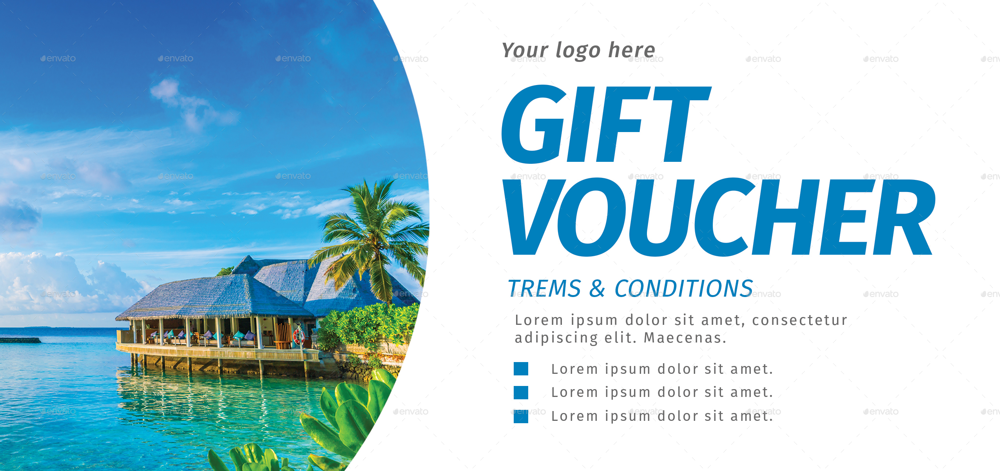 Your logo here
GIFT
VOUCHER
TREMS & CONDITIONS
Lorem ipsum dolor sit amet, consectetur
adipiscing elit. Maecenas.
Lorem ipsum dolor sit amet.
Lorem ipsum dolor sit amet.
Lorem ipsum dolor sit amet.
envato